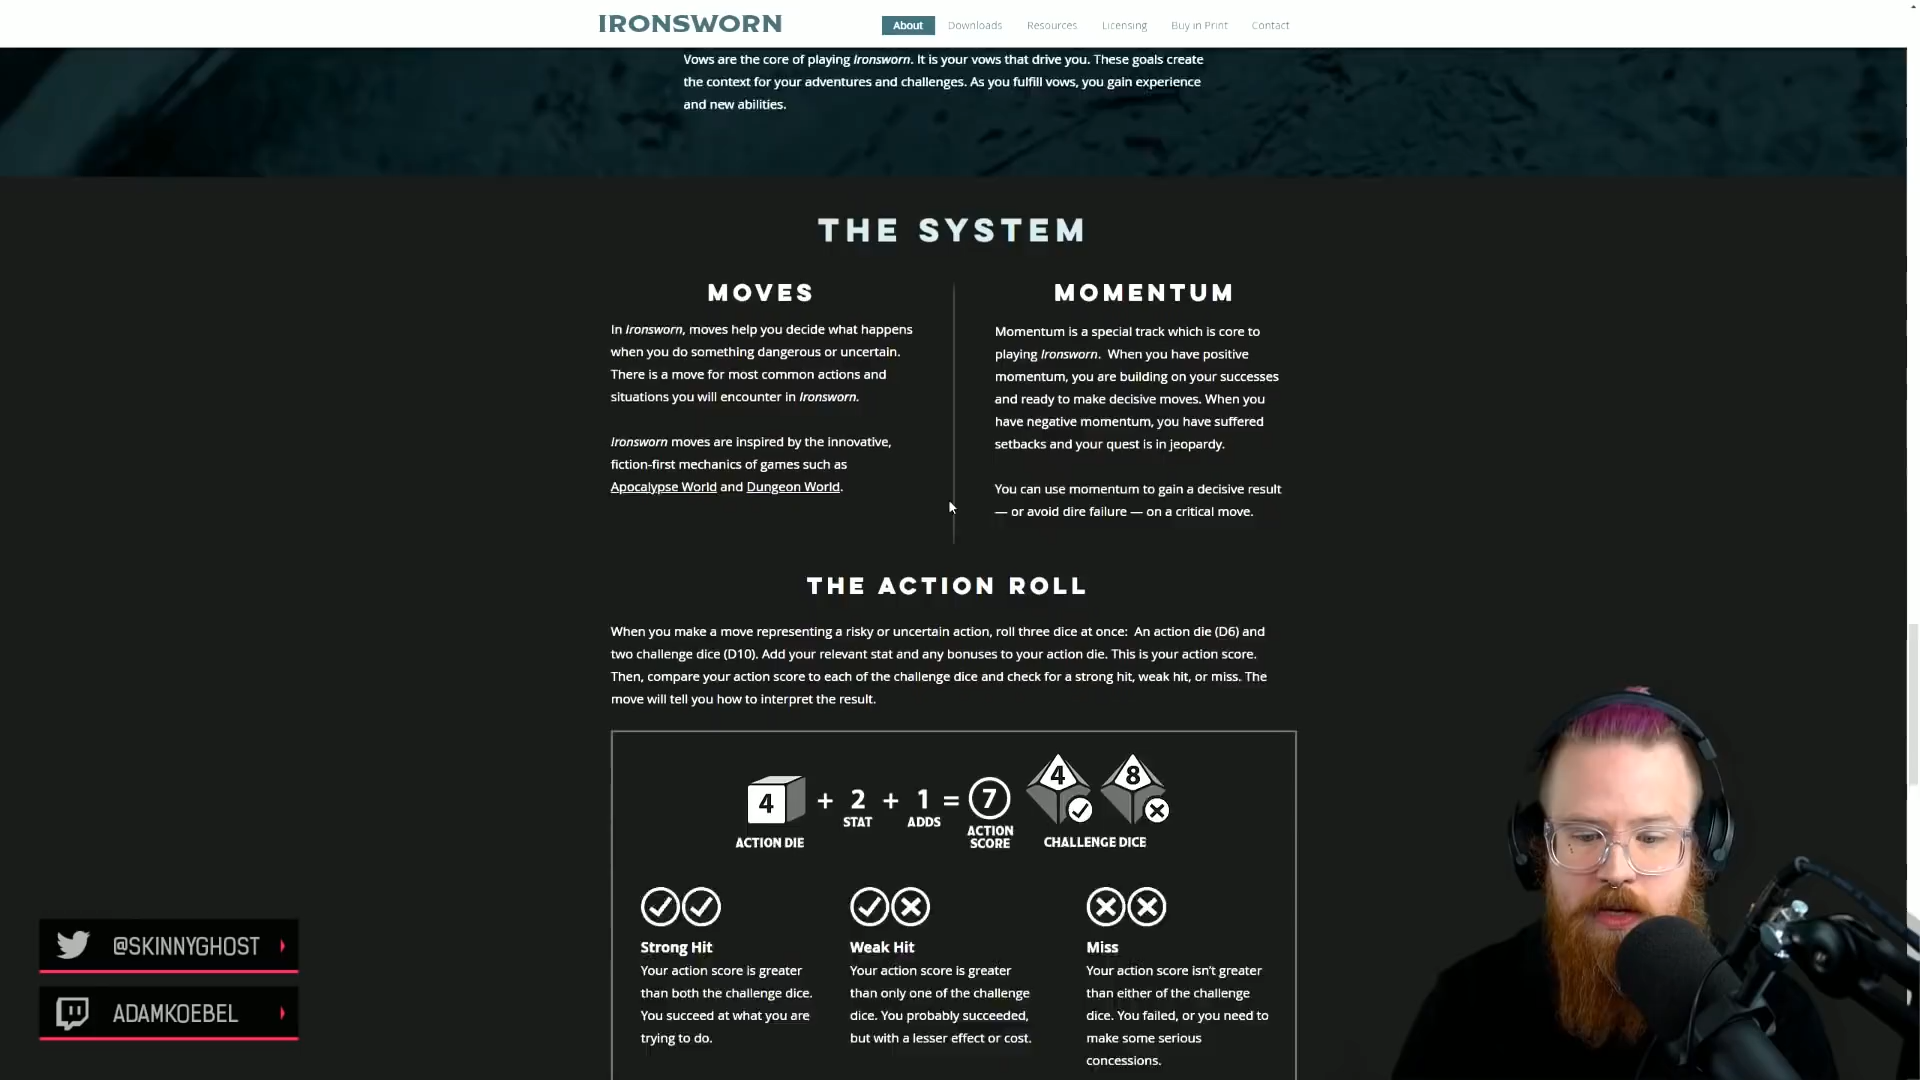 IRONSWORN
About
Downloads
Resources
Licensing
Buy in Print
Contact
Vows are the core of playing Ironsworn. It is your vows that drive you. These goals create
the context for your adventures and challenges. As you fulfill vows, you gain experience
and new abilities.
THE SYSTEM
MOVES
In Ironsworn, moves help you decide what happens
when you do something dangerous or uncertain.
There is a move for most common actions and
situations you will encounter in Ironsworn.
Ironsworn moves are inspired by the innovative,
fiction-first mechanics of games such as
Apocalypse World and Dungeon World.
MOMENTUM
Momentum is a special track which is core to
playing Ironsworn.  When you have positive
momentum, you are building on your successes
and ready to make decisive moves. When you
have negative momentum, you have suffered
setbacks and your quest is in jeopardy.
You can use momentum to gain a decisive result
— or avoid dire failure — on a critical move.
THE ACTION ROLL
When you make a move representing a risky or uncertain action, roll three dice at once:  An action die (D6) and
two challenge dice (D10). Add your relevant stat and any bonuses to your action die. This is your action score.
Then, compare your action score to each of the challenge dice and check for a strong hit, weak hit, or miss. The
move will tell you how to interpret the result.
4 + 2 + 1 = 7 4 8
ACTION DIE
STAT
ADDS
ACTION
SCORE
CHALLENGE DICE
Strong Hit
Your action score is greater
than both the challenge dice.
You succeed at what you are
trying to do.
Weak Hit
Your action score is greater
than only one of the challenge
dice. You probably succeeded,
but with a lesser effect or cost.
Miss
Your action score isn't greater
than either of the challenge
dice. You failed, or you need to
make some serious
concessions.
@SKINNYGHOST
ADAMKOEBEL